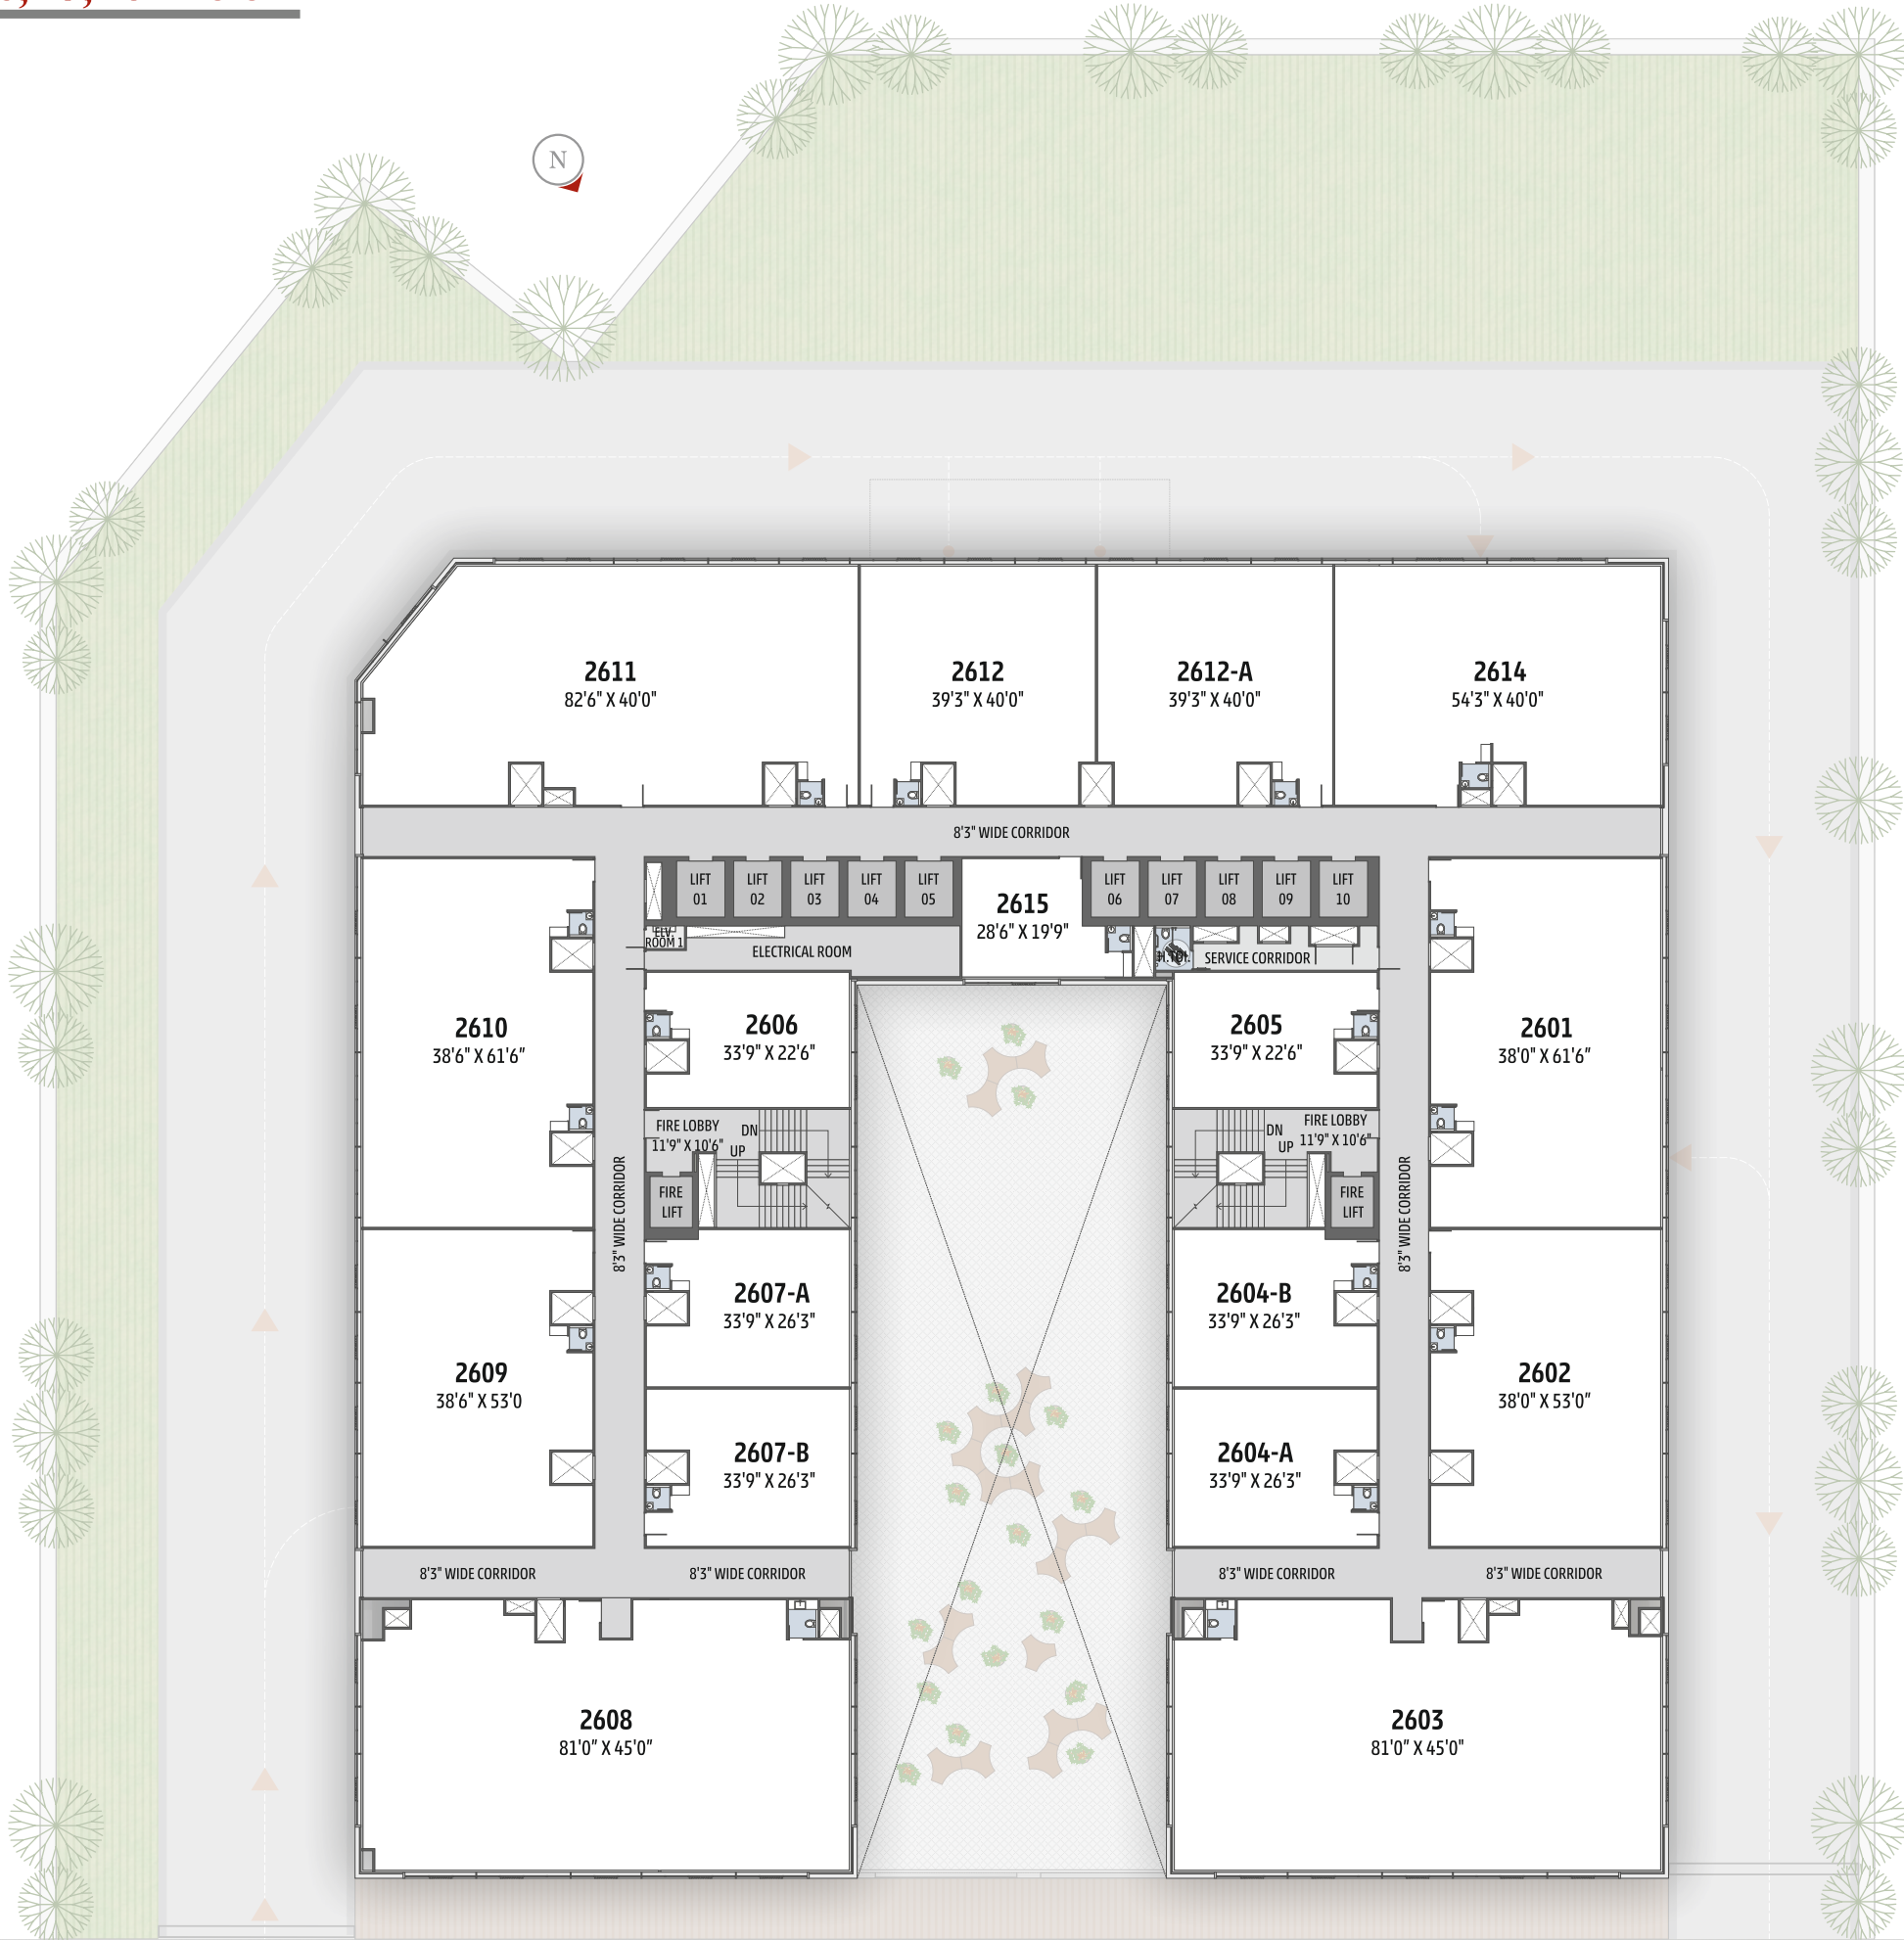 N
2611
82'6" X 40'0"
2612
39'3" X 40'0"
2612-A
39'3" X 40'0"
2614
54'3" X 40'0"
8'3" WIDE CORRIDOR
LIFT
01
LIFT
02
LIFT
03
LIFT
04
LIFT
05
2615
28'6" X 19'9"
LIFT
06
LIFT
07
LIFT
08
LIFT
09
LIFT
10
ELV.
ROOM 1
ELECTRICAL ROOM
SERVICE CORRIDOR
2610
38'6" X 61'6"
2606
33'9" X 22'6"
2605
33'9" X 22'6"
2601
38'0" X 61'6"
FIRE LOBBY
11'9" X 10'6"
DN
UP
FIRE
LIFT
DN
UP
FIRE LOBBY
11'9" X 10'6"
FIRE
LIFT
8'3" WIDE CORRIDOR
8'3" WIDE CORRIDOR
2609
38'6" X 53'0
2607-A
33'9" X 26'3"
2604-B
33'9" X 26'3"
2602
38'0" X 53'0"
2607-B
33'9" X 26'3"
2604-A
33'9" X 26'3"
8'3" WIDE CORRIDOR
8'3" WIDE CORRIDOR
8'3" WIDE CORRIDOR
8'3" WIDE CORRIDOR
2608
81'0" X 45'0"
2603
81'0" X 45'0"